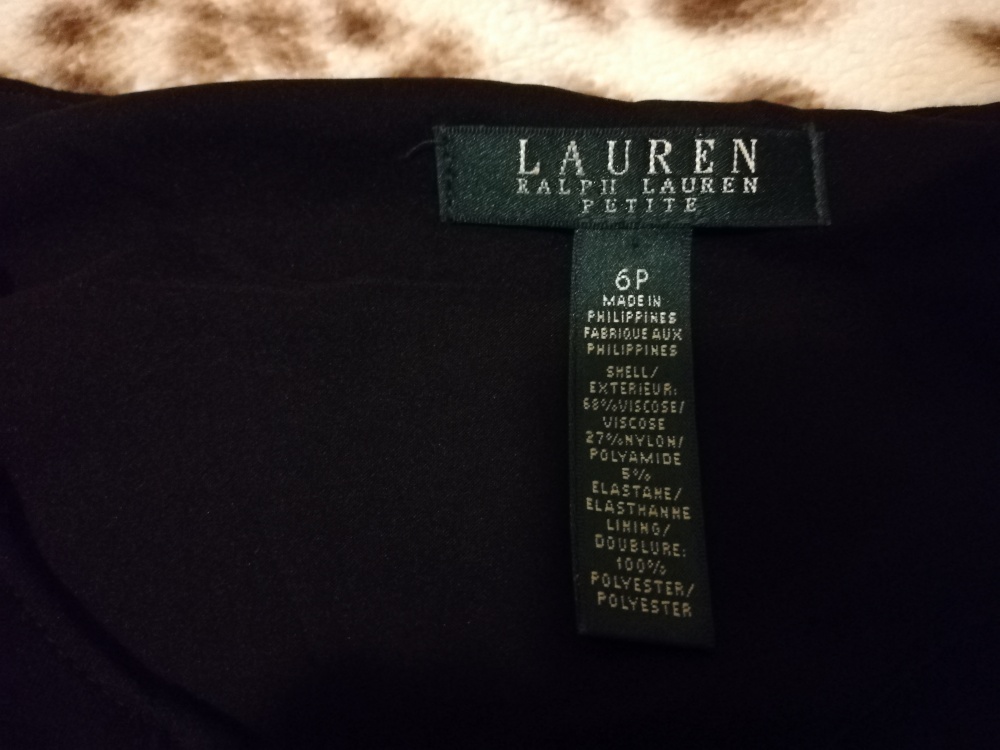 LAUREN
RALPH LAUREN
PETITE
6P
MADE IN
PHILIPPINES
FABRIQUE AUX
PHILIPPINES
SHELL/
EXTERIEUR:
68%VISCOSE/
VISCOSE
27%NYLON/
POLYAMIDE
5%
ELASTANE/
ELASTHANNE
LINING/
DOUBLURE:
100%
POLYESTER/
POLYESTER